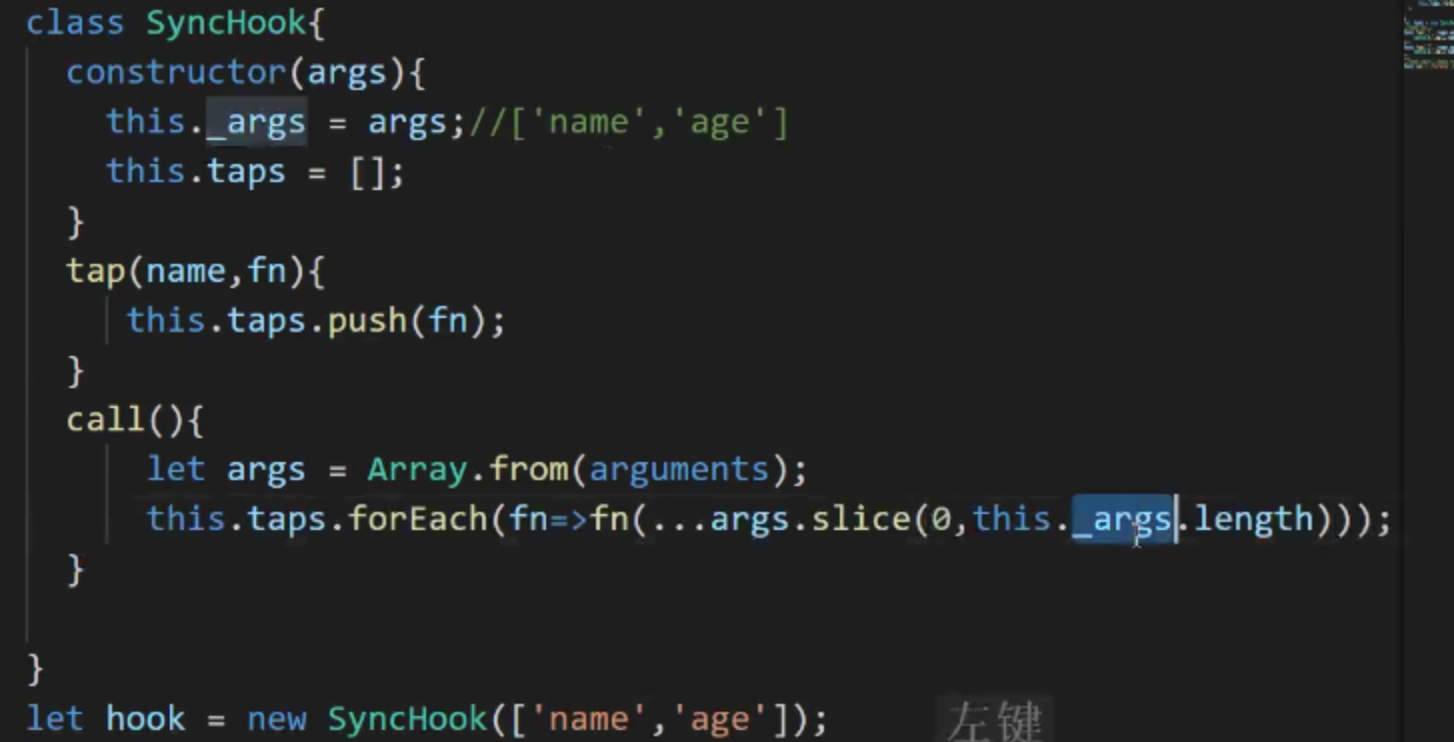 class SyncHook{
constructor(args){
this._args = args;//['name','age']
this.taps = [];
}
tap(name,fn){
this.taps.push(fn);
}
call(){
let args = Array.from(arguments);
this.taps.forEach(fn=>fn(...args.slice(0,this._args.length)));
}
}
let hook = new SyncHook(['name','age']);
左键